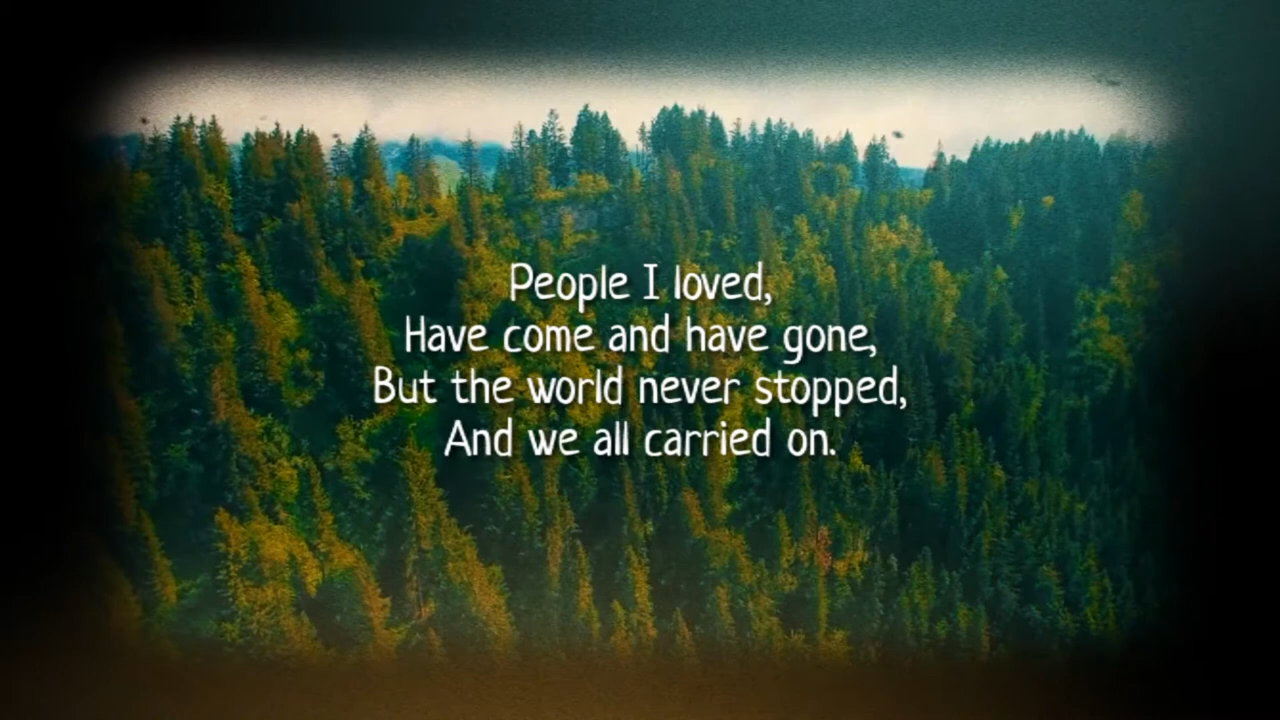 People I loved,
Have come and have gone,
But the world never stopped,
And we all carried on.